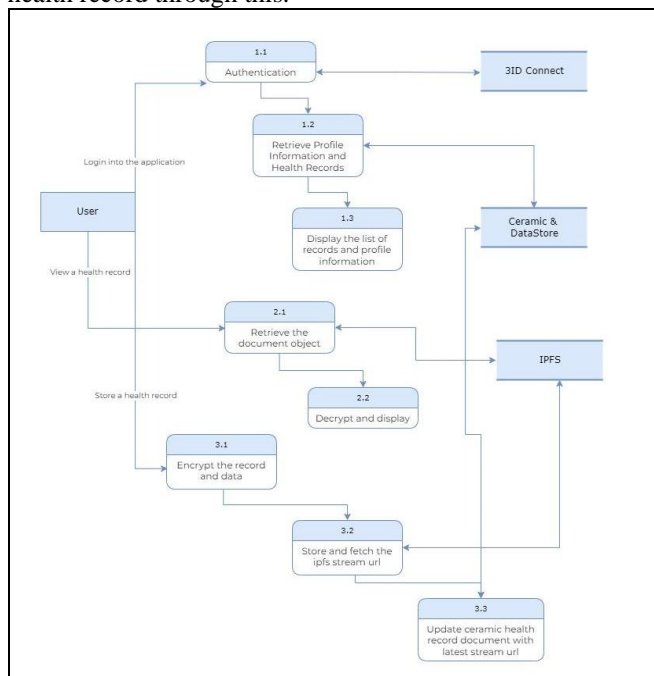 health record through this.
1.1
Authentication
3ID Connect
1.2
Retrieve Profile
Information and
Health Records
Login into the application
User
1.3
Display the list of
records and profile
information
Ceramic &
DataStore
View a health record
2.1
Retrieve the
document object
IPFS
2.2
Decrypt and display
Store a health record
3.1
Encrypt the record
and data
3.2
Store and fetch the
ipfs stream url
3.3
Update ceramic health
record document with
latest stream url